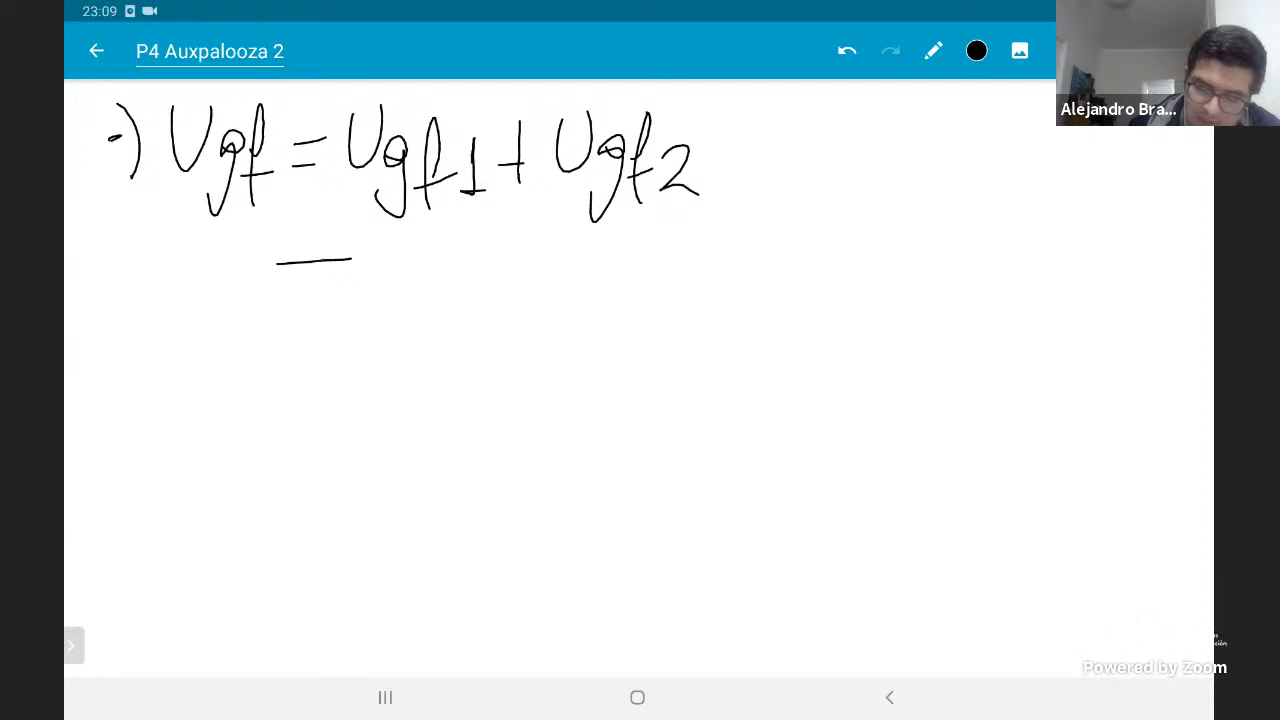 23:09
P4 Auxpalooza 2
Alejandro Bra...
·) Ugf = Ugf1 + Ugf2
Powered by Zoom